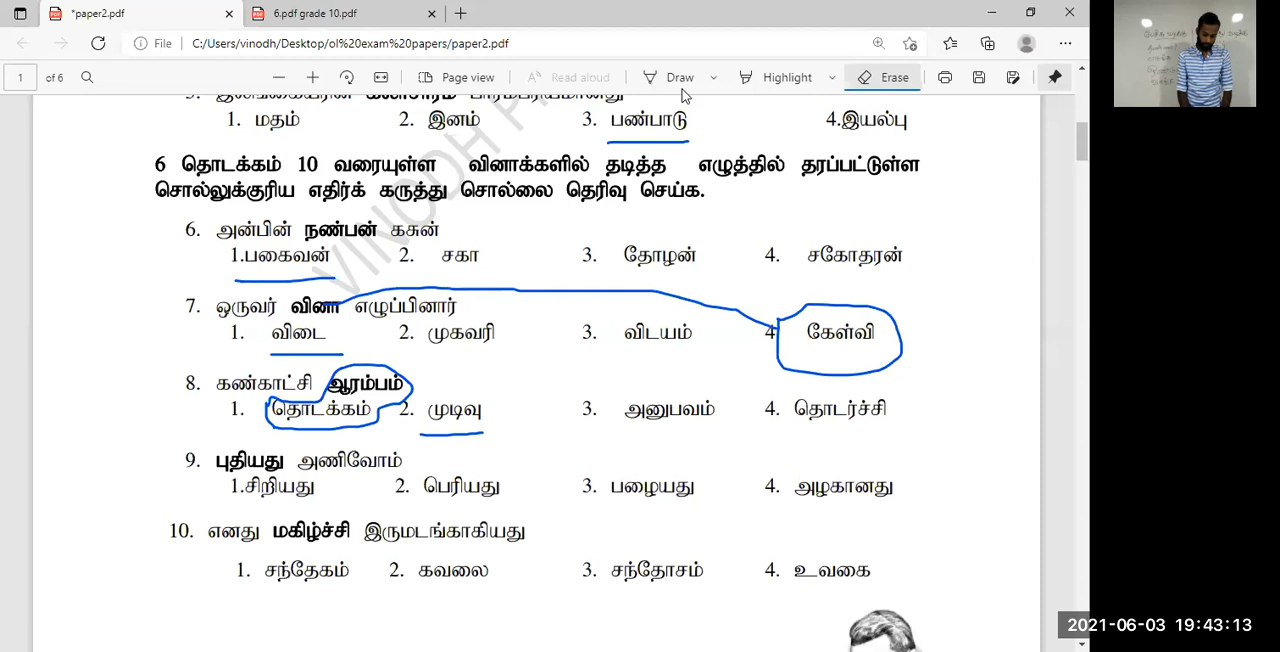 *paper2.pdf
6.pdf grade 10.pdf
File C:/Users/vinodh/Desktop/ol%20exam%20papers/paper2.pdf
1 of 6 Page view Read aloud Draw Highlight Erase
1. மதம் 2. இனம் 3. பண்பாடு 4.இயல்பு
6 தொடக்கம் 10 வரையுள்ள வினாக்களில் தடித்த எழுத்தில் தரப்பட்டுள்ள
சொல்லுக்குரிய எதிர்க் கருத்து சொல்லை தெரிவு செய்க.
6. அன்பின் நண்பன் கசுன்
1.பகைவன் 2. சகா 3. தோழன் 4. சகோதரன்
7. ஒருவர் வினா எழுப்பினார்
1. விடை 2. முகவரி 3. விடயம் 4 கேள்வி
8. கண்காட்சி ஆரம்பம்
1. தொடக்கம் 2. முடிவு 3. அனுபவம் 4. தொடர்ச்சி
9. புதியது அணிவோம்
1.சிறியது 2. பெரியது 3. பழையது 4. அழகானது
10. எனது மகிழ்ச்சி இருமடங்காகியது
1. சந்தேகம் 2. கவலை 3. சந்தோசம் 4. உவகை
VINODH
2021-06-03 19:43:13